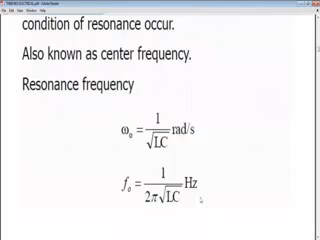 condition of resonance occur.
Also known as center frequency.
Resonance frequency
ω₀ = 1/√LC rad/s
f₀ = 1/2π√LC Hz